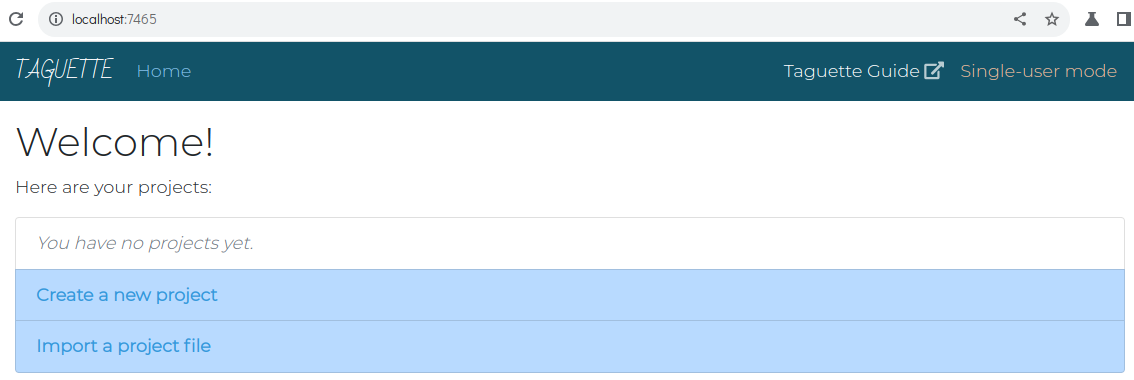 localhost:7465
TAGUETTE Home Taguette Guide Single-user mode
Welcome!
Here are your projects:
You have no projects yet.
Create a new project
Import a project file